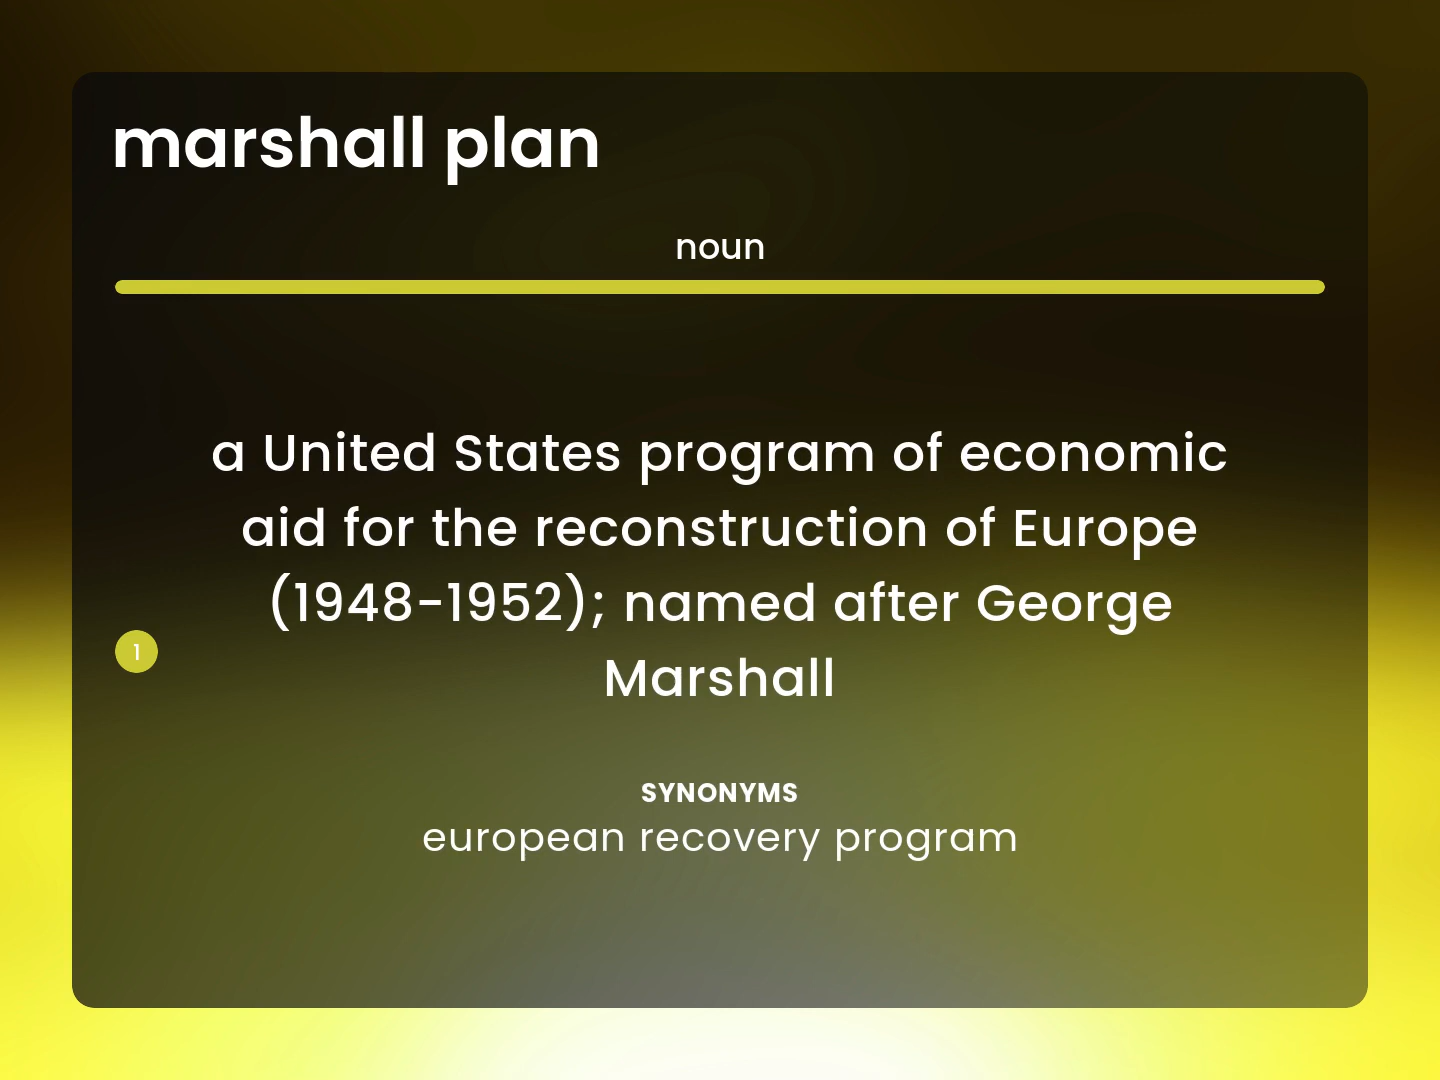 marshall plan
noun
a United States program of economic
aid for the reconstruction of Europe
(1948-1952); named after George
1
Marshall
SYNONYMS
european recovery program